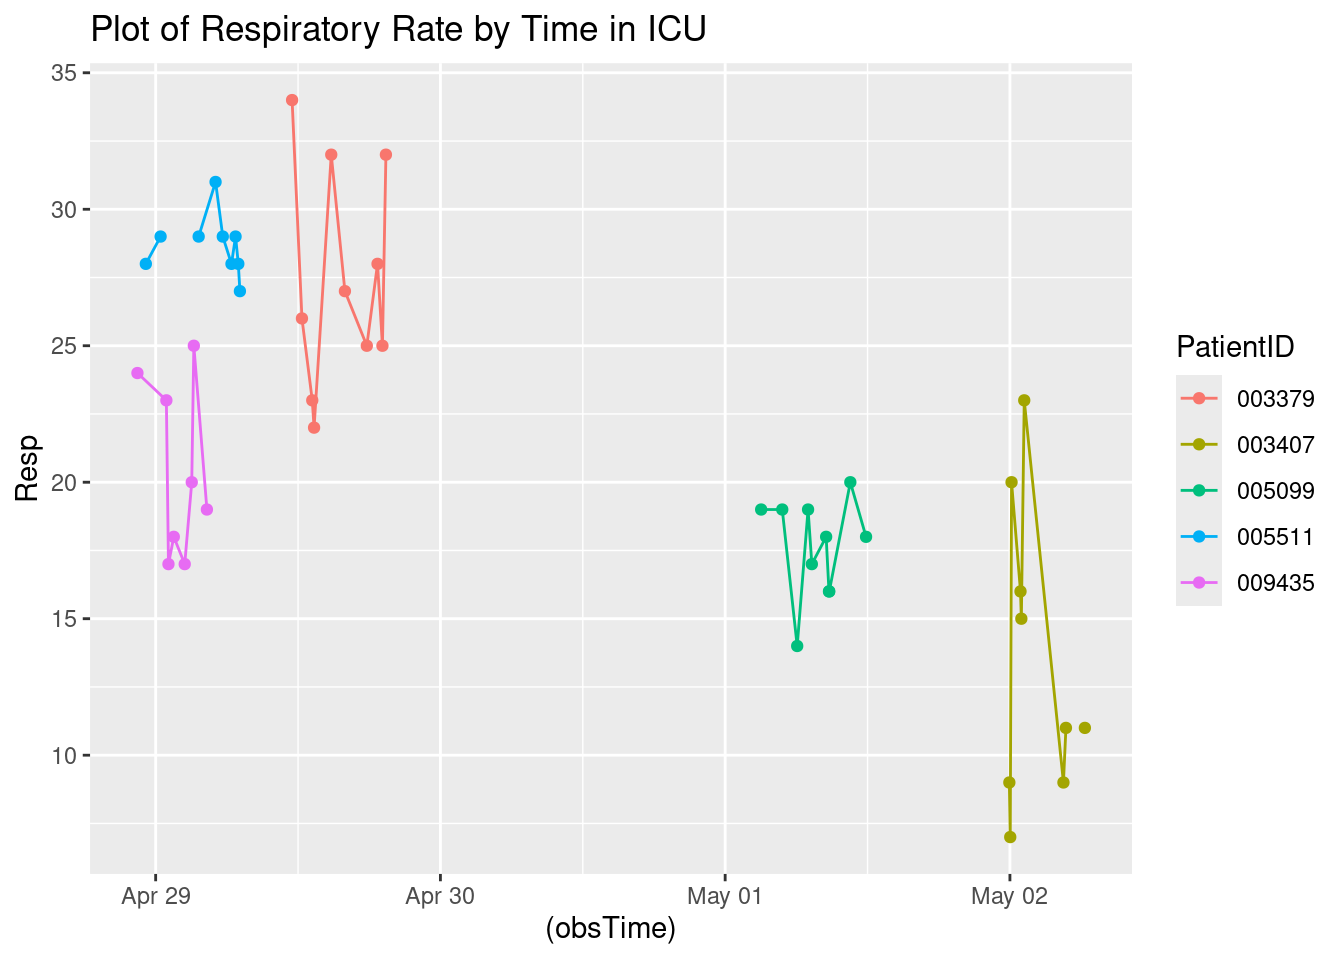 Plot of Respiratory Rate by Time in ICU
35
30
25
20
15
10
Resp
Apr 29
Apr 30
May 01
May 02
(obsTime)
PatientID
003379
003407
005099
005511
009435